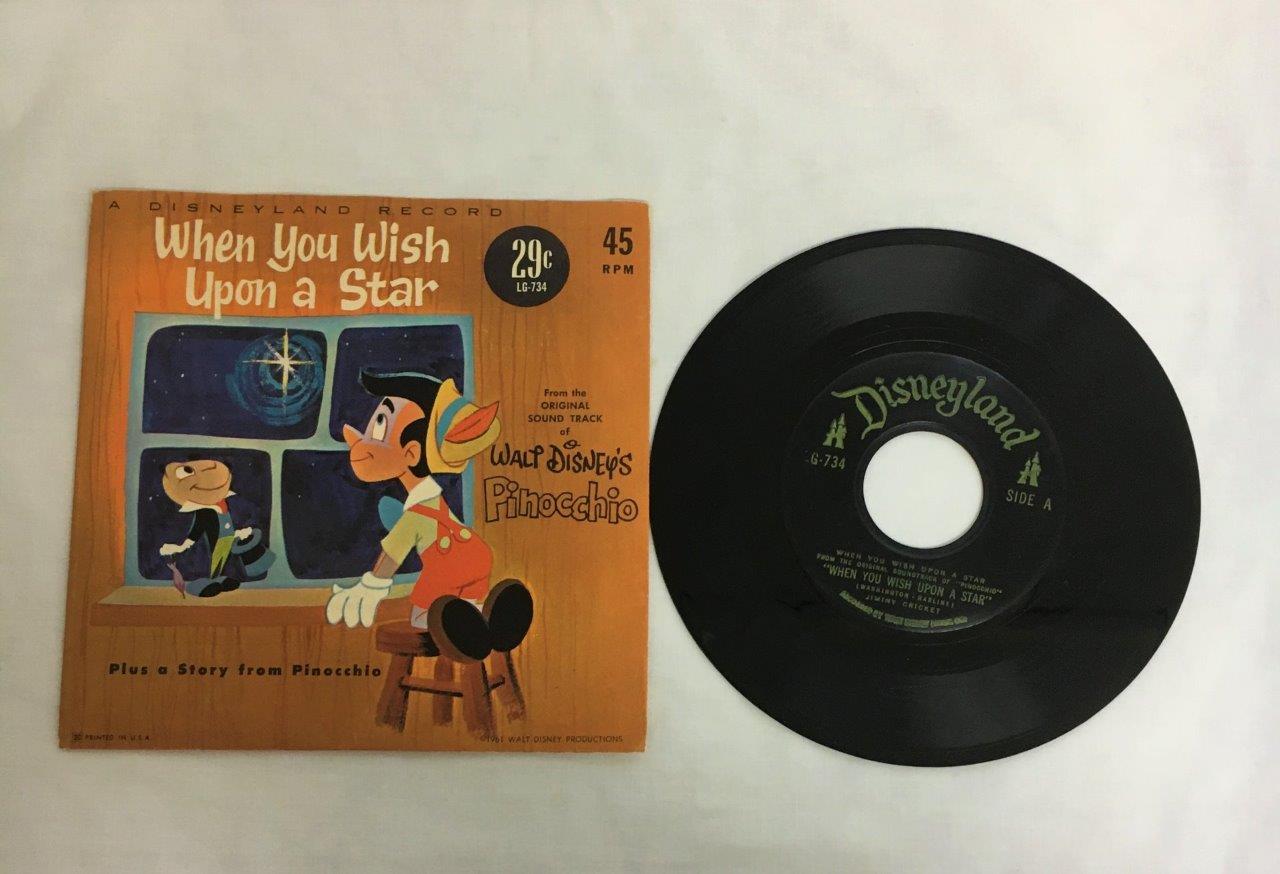 A DISNEYLAND RECORD
When You Wish
Upon a Star
29c
LG-734
45
RPM
From the
ORIGINAL
SOUND TRACK
of
WALT DISNEY'S
Pinocchio
Plus a Story from Pinocchio
PRINTED IN U.S.A.
©1961 WALT DISNEY PRODUCTIONS
Disneyland
LG-734
SIDE A
WHEN YOU WISH UPON A STAR
FROM THE ORIGINAL SOUNDTRACK OF "PINOCCHIO"
"WHEN YOU WISH UPON A STAR"
(WASHINGTON - HARLINE)
JIMINY CRICKET